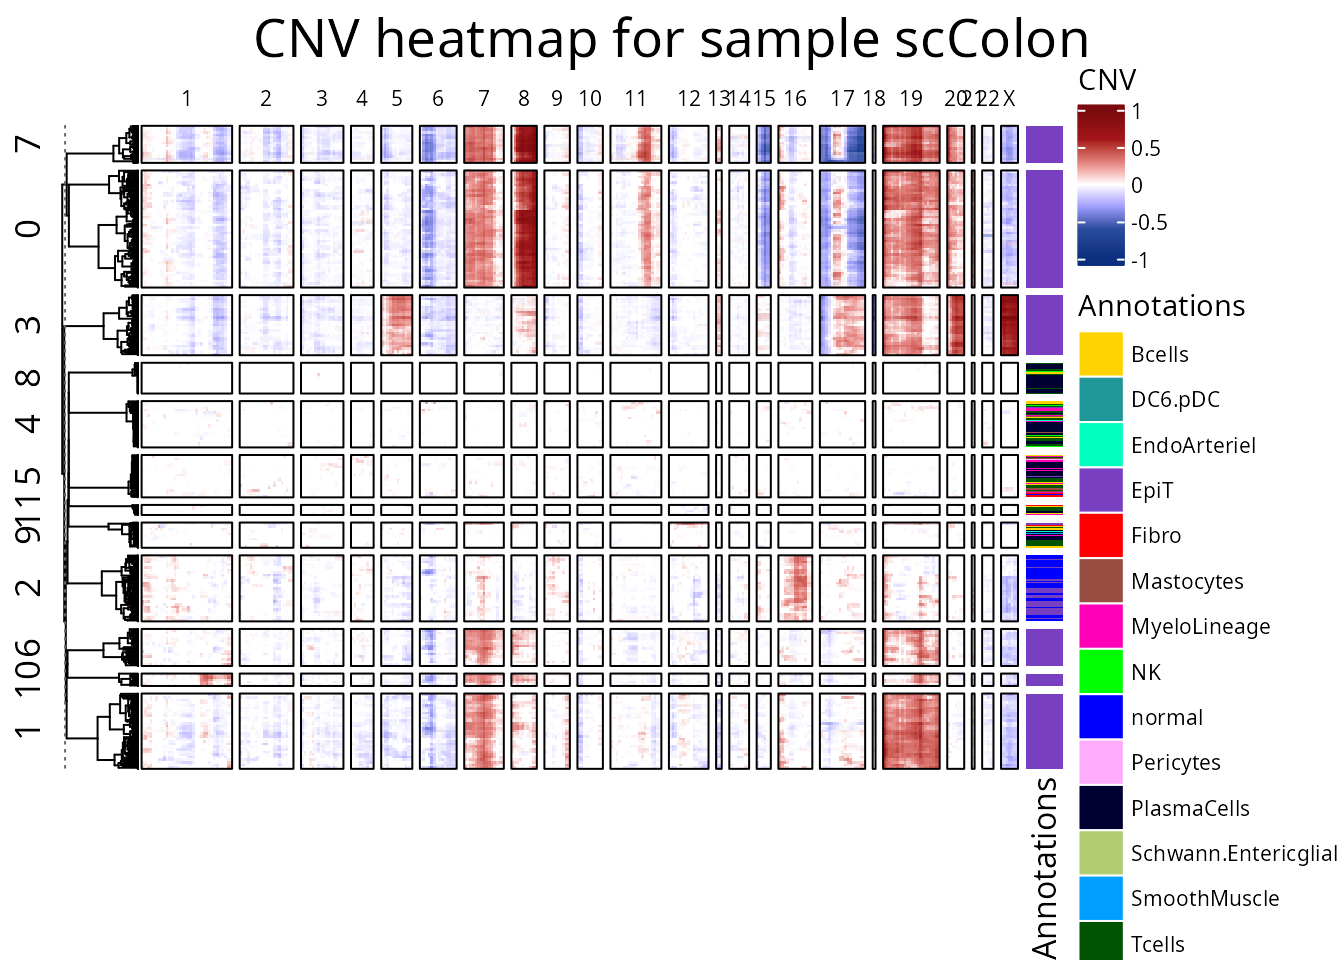 CNV heatmap for sample scColon
CNV
1 2 3 4 5 6 7 8 9 10 11 12 13 14 15 16 17 18 19 20 21 22 X
1
0.5
0
-0.5
-1
7
0
3
8
4
5
11
9
2
6
10
1
Annotations
Bcells
DC6.pDC
EndoArteriel
EpiT
Fibro
Mastocytes
MyeloLineage
NK
normal
Pericytes
PlasmaCells
Schwann.Entericglial
SmoothMuscle
Tcells
Annotations